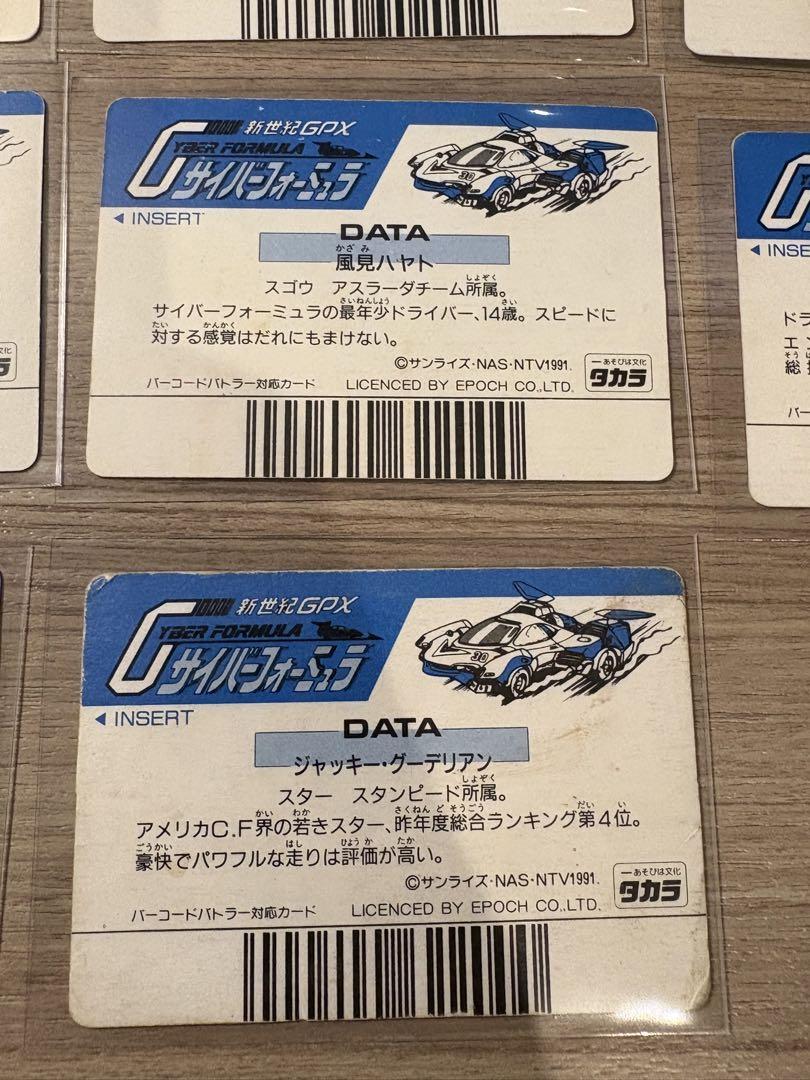 新世紀GPX
CYBER FORMULA
サイバーフォーミュラ
30
◀ INSERT
DATA
かざみ
風見ハヤト
しょぞく
スゴウ アスラーダチーム所属。
さいねんしょう さい
サイバーフォーミュラの最年少ドライバー、14歳。スピードに
たい かんかく
対する感覚はだれにもまけない。
©サンライズ・NAS・NTV1991.
バーコードバトラー対応カード LICENCED BY EPOCH CO.,LTD.
あそびは文化
タカラ
◀ INSE
ドラ
エン
総
バー
新世紀GPX
CYBER FORMULA
サイバーフォーミュラ
30
◀ INSERT
DATA
ジャッキー・グーデリアン
しょぞく
スター スタンピード所属。
かい わか さくねんど そうごう だい い
アメリカC.F界の若きスター、昨年度総合ランキング第4位。
ごうかい はし ひょうか たか
豪快でパワフルな走りは評価が高い。
©サンライズ・NAS・NTV1991.
バーコードバトラー対応カード LICENCED BY EPOCH CO.,LTD.
あそびは文化
タカラ